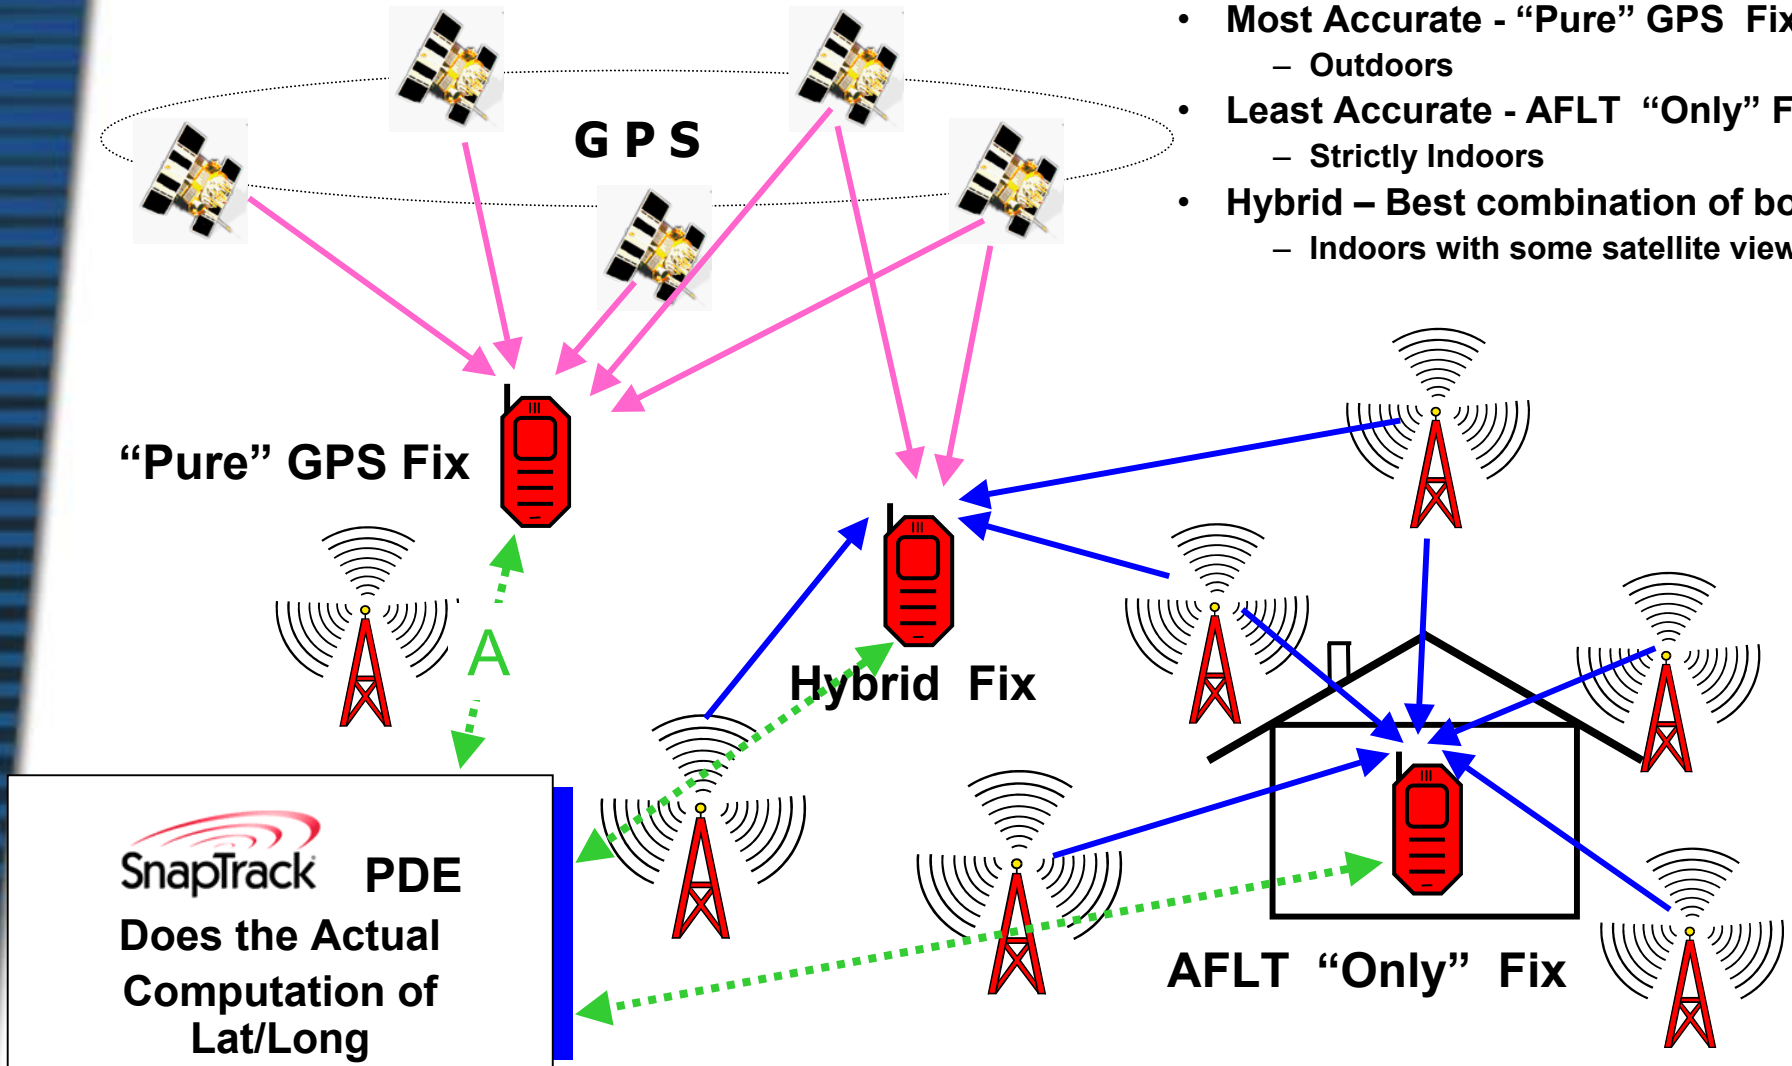 • Most Accurate - “Pure” GPS Fix
– Outdoors
• Least Accurate - AFLT “Only”
– Strictly Indoors
• Hybrid – Best combination of
– Indoors with some satellite view
GPS
“Pure” GPS Fix
A
Hybrid Fix
SnapTrack PDE
Does the Actual
Computation of
Lat/Long
AFLT “Only” Fix